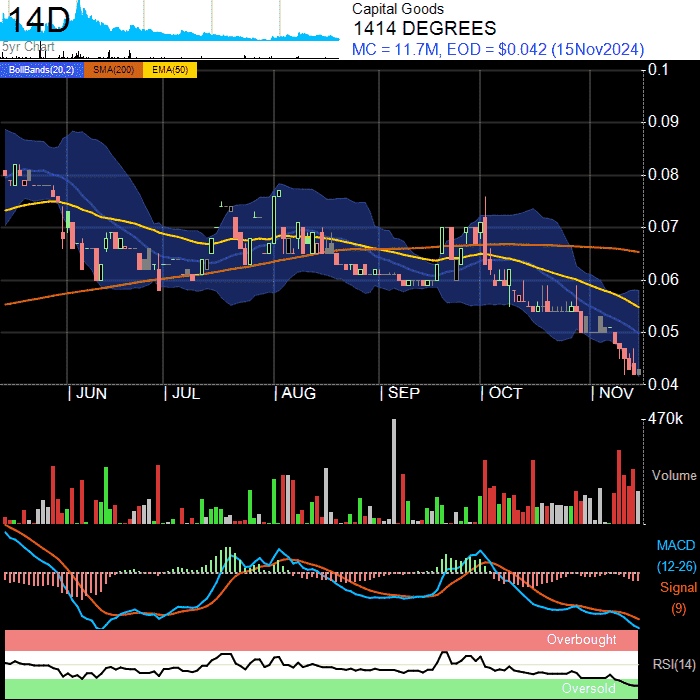 14D
5yr Chart
Capital Goods
1414 DEGREES
MC = 11.7M, EOD = $0.042 (15Nov2024)
BollBands(20,2) SMA(200) EMA(50)
0.1
0.09
0.08
0.07
0.06
0.05
0.04
| JUN | JUL | AUG | SEP | OCT | NOV
470k
Volume
MACD
(12-26)
Signal
(9)
Overbought
RSI(14)
Oversold